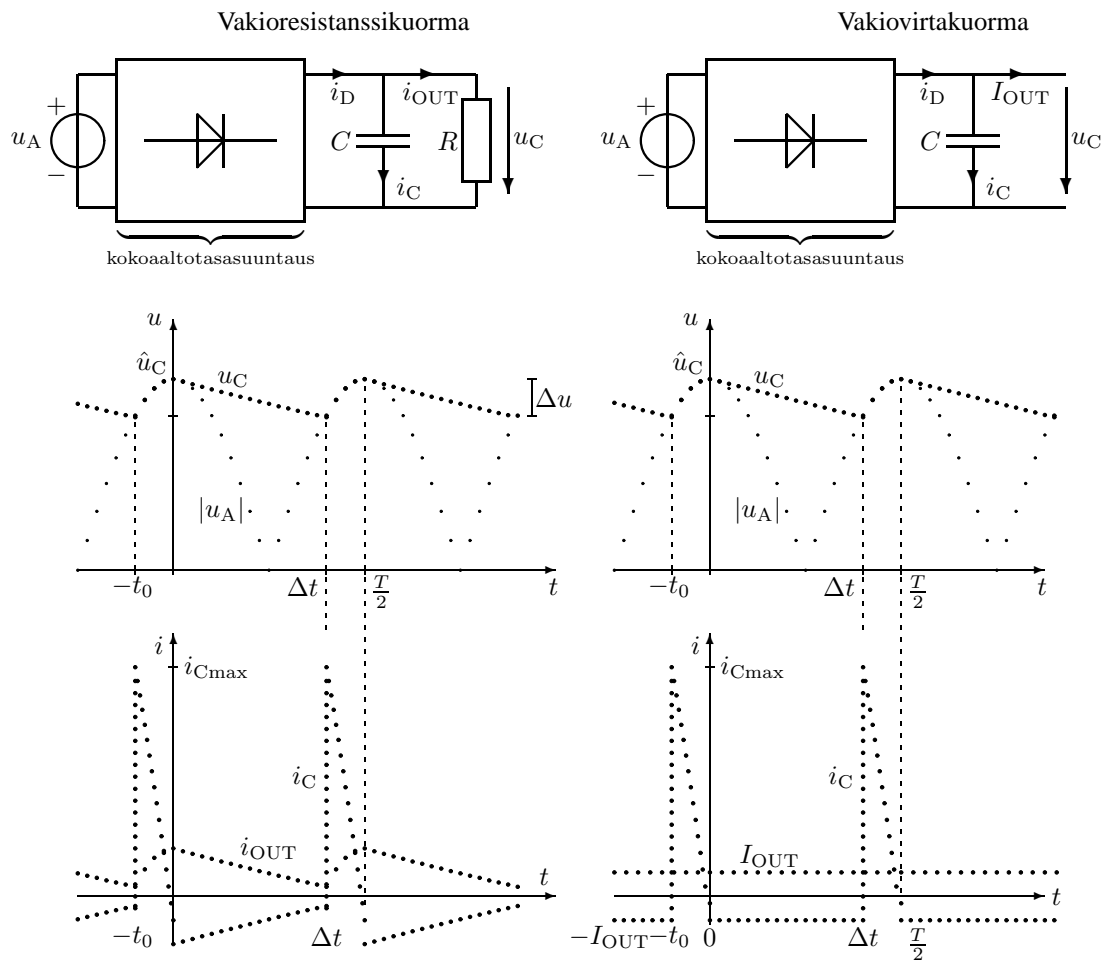 Vakioresistanssikuorma
Vakiovirtakuorma
u_A + −
i_D
i_OUT
C
R
u_C
i_C
kokoaaltotasasuuntaus
u_A + −
i_D
I_OUT
C
u_C
i_C
kokoaaltotasasuuntaus
u
û_C
u_C
Δu
|u_A|
−t_0
Δt
T/2
t
u
û_C
u_C
|u_A|
−t_0
Δt
T/2
t
i
i_Cmax
i_C
i_OUT
t
−t_0
Δt
i
i_Cmax
i_C
I_OUT
t
−I_OUT
−t_0
0
Δt
T/2